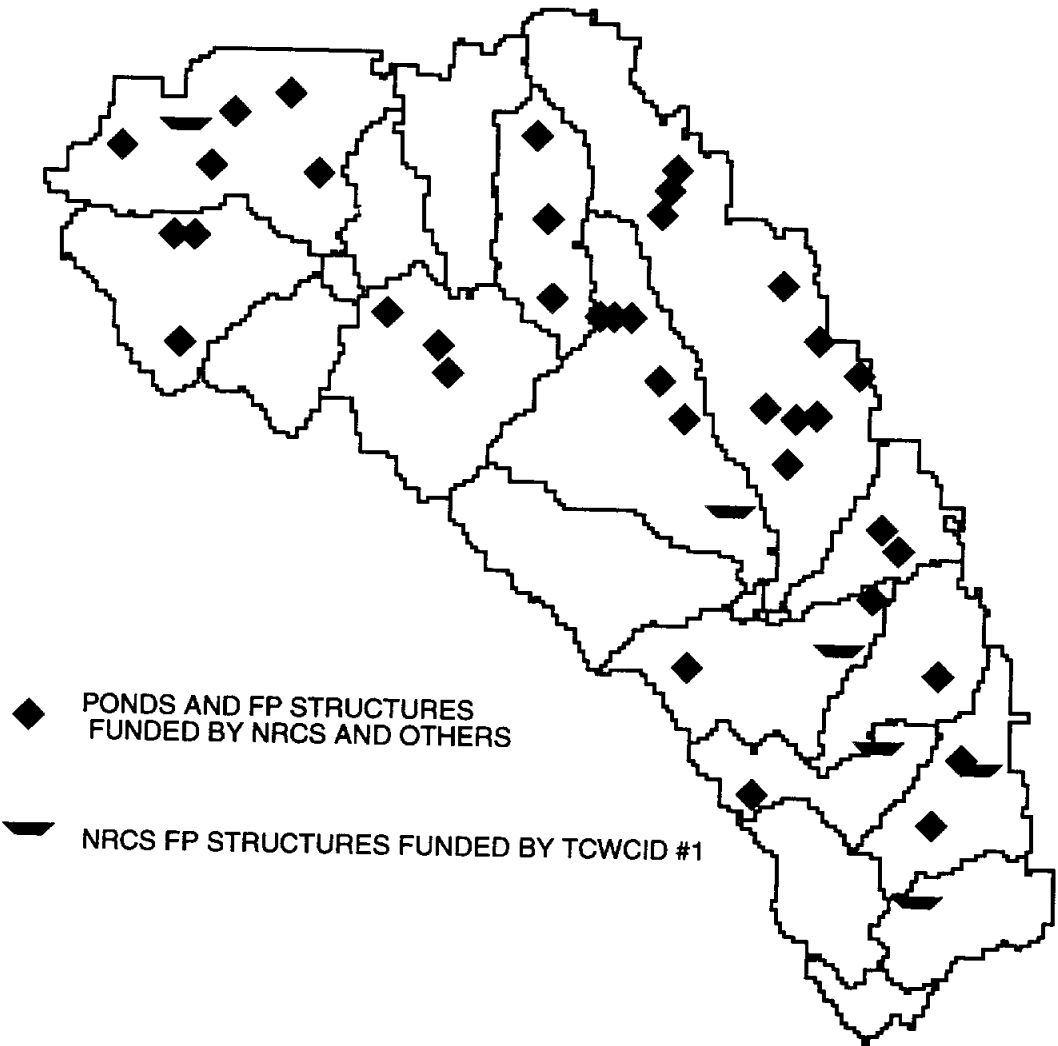 PONDS AND FP STRUCTURES
FUNDED BY NRCS AND OTHERS
NRCS FP STRUCTURES FUNDED BY TCWCID #1